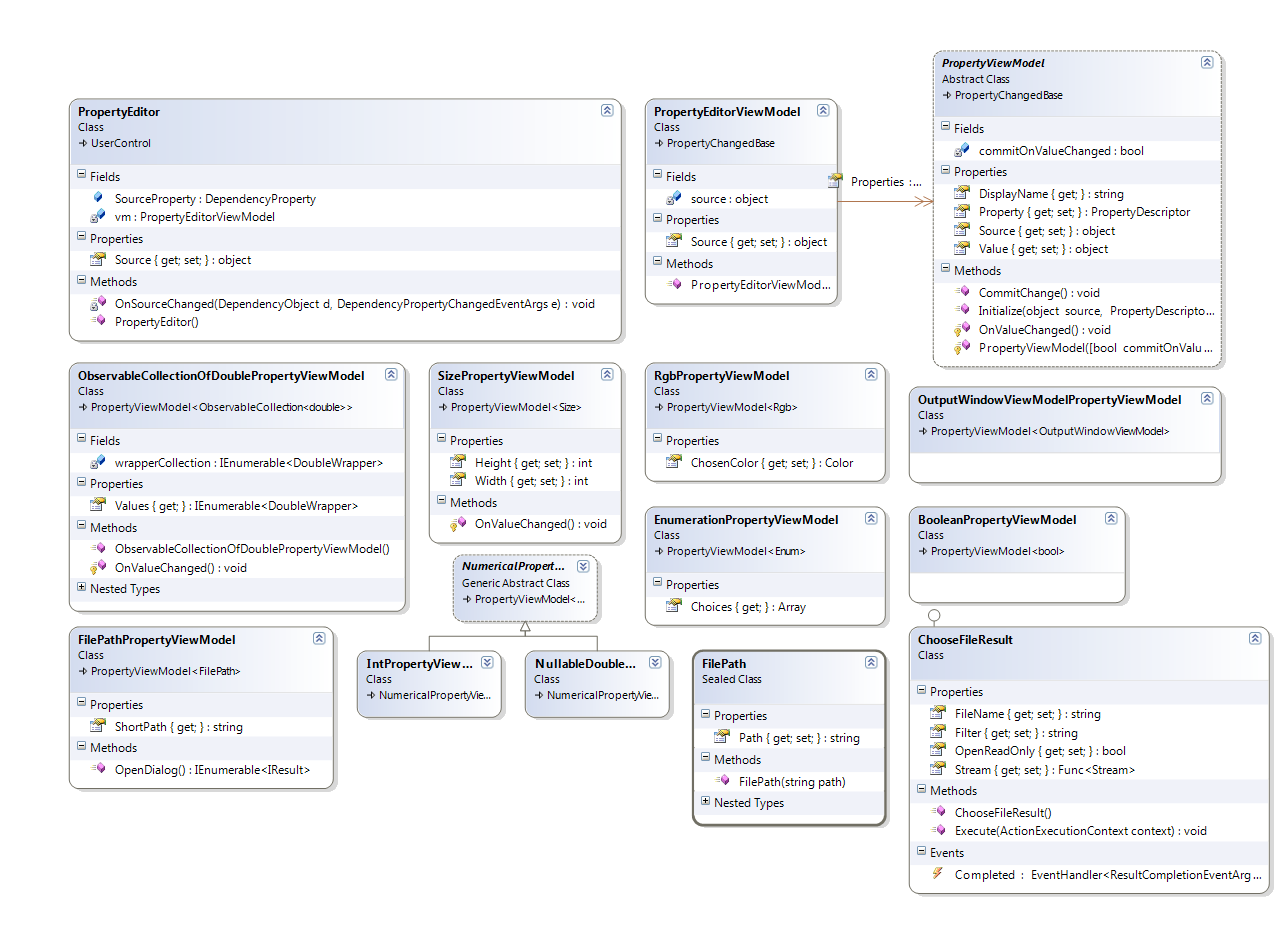 PropertyEditor
Class
UserControl
Fields
SourceProperty : DependencyProperty
vm : PropertyEditorViewModel
Properties
Source { get; set; } : object
Methods
OnSourceChanged(DependencyObject d, DependencyPropertyChangedEventArgs e) : void
PropertyEditor()
PropertyEditorViewModel
Class
PropertyChangedBase
Fields
source : object
Properties
Source { get; set; } : object
Methods
PropertyEditorViewMod...
Properties :...
PropertyViewModel
Abstract Class
PropertyChangedBase
Fields
commitOnValueChanged : bool
Properties
DisplayName { get; } : string
Property { get; set; } : PropertyDescriptor
Source { get; set; } : object
Value { get; set; } : object
Methods
CommitChange() : void
Initialize(object source, PropertyDescripto...
OnValueChanged() : void
PropertyViewModel([bool commitOnValu ...
ObservableCollectionOfDoublePropertyViewModel
Class
PropertyViewModel<ObservableCollection<double>>
Fields
wrapperCollection : IEnumerable<DoubleWrapper>
Properties
Values { get; } : IEnumerable<DoubleWrapper>
Methods
ObservableCollectionOfDoublePropertyViewModel()
OnValueChanged() : void
Nested Types
SizePropertyViewModel
Class
PropertyViewModel<Size>
Properties
Height { get; set; } : int
Width { get; set; } : int
Methods
OnValueChanged() : void
RgbPropertyViewModel
Class
PropertyViewModel<Rgb>
Properties
ChosenColor { get; set; } : Color
OutputWindowViewModelPropertyViewModel
Class
PropertyViewModel<OutputWindowViewModel>
EnumerationPropertyViewModel
Class
PropertyViewModel<Enum>
Properties
Choices { get; } : Array
BooleanPropertyViewModel
Class
PropertyViewModel<bool>
NumericalPropert...
Generic Abstract Class
PropertyViewModel<...
FilePathPropertyViewModel
Class
PropertyViewModel<FilePath>
Properties
ShortPath { get; } : string
Methods
OpenDialog() : IEnumerable<IResult>
IntPropertyView...
Class
NumericalPropertyVie...
NullableDouble...
Class
NumericalPropertyVie...
FilePath
Sealed Class
Properties
Path { get; set; } : string
Methods
FilePath(string path)
Nested Types
ChooseFileResult
Class
Properties
FileName { get; set; } : string
Filter { get; set; } : string
OpenReadOnly { get; set; } : bool
Stream { get; set; } : Func<Stream>
Methods
ChooseFileResult()
Execute(ActionExecutionContext context) : void
Events
Completed : EventHandler<ResultCompletionEventArg...